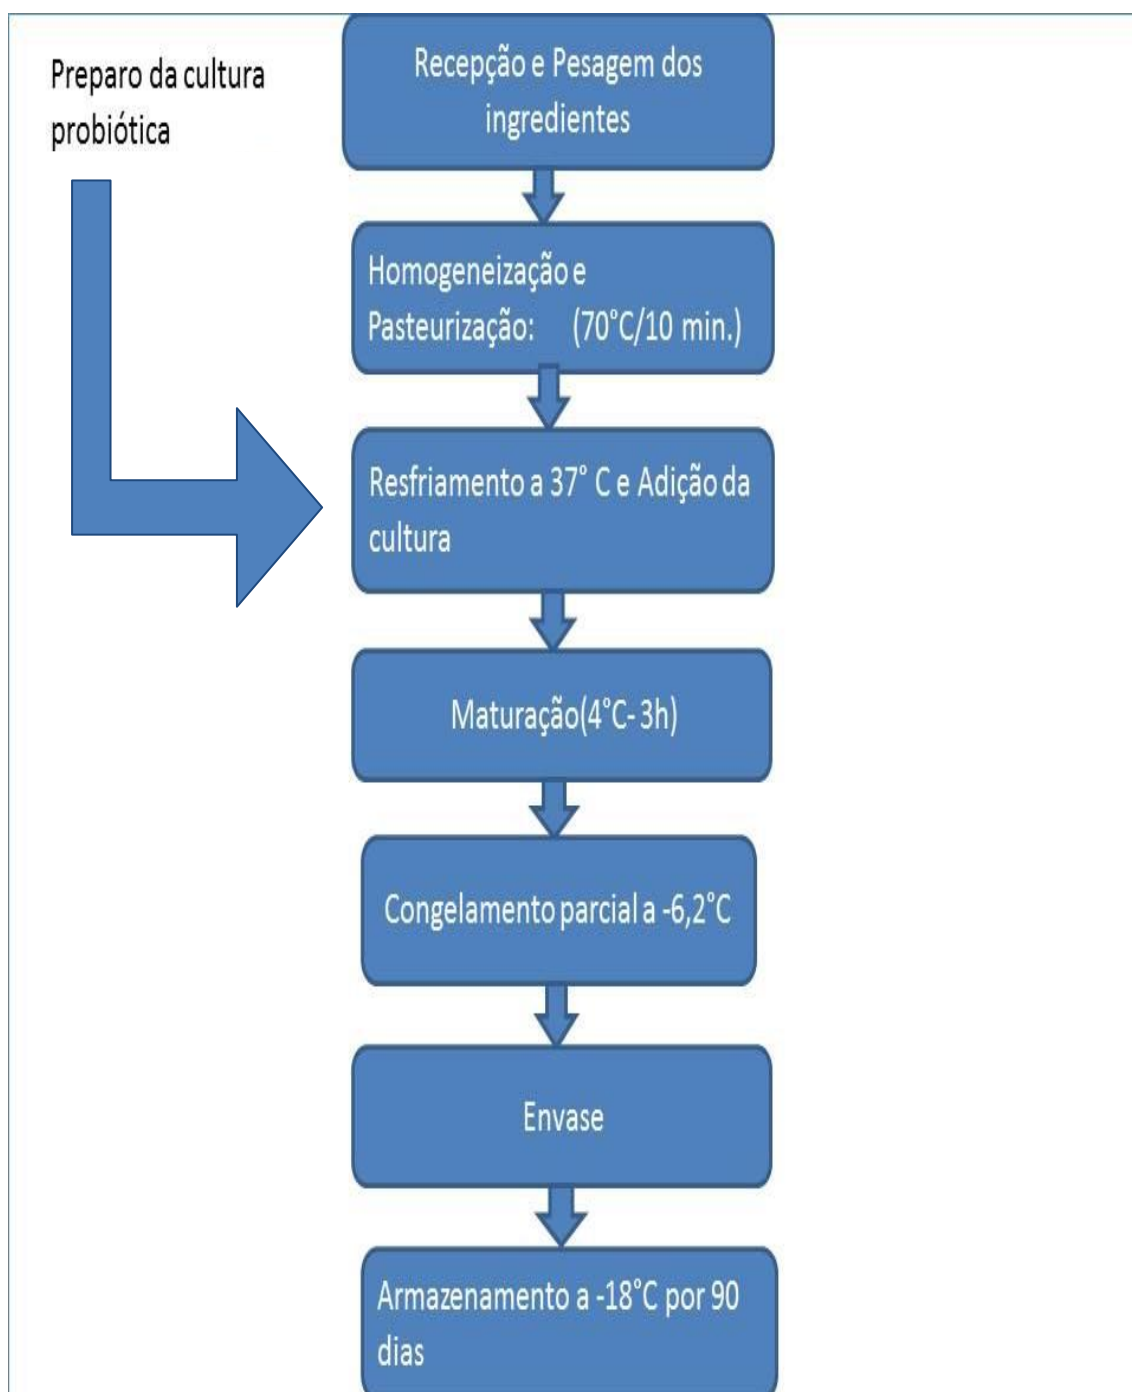 Preparo da cultura
probiótica
Recepção e Pesagem dos
ingredientes
Homogeneização e
Pasteurização: (70°C/10 min.)
Resfriamento a 37° C e Adição da
cultura
Maturação(4°C- 3h)
Congelamento parcial a -6,2°C
Envase
Armazenamento a -18°C por 90
dias